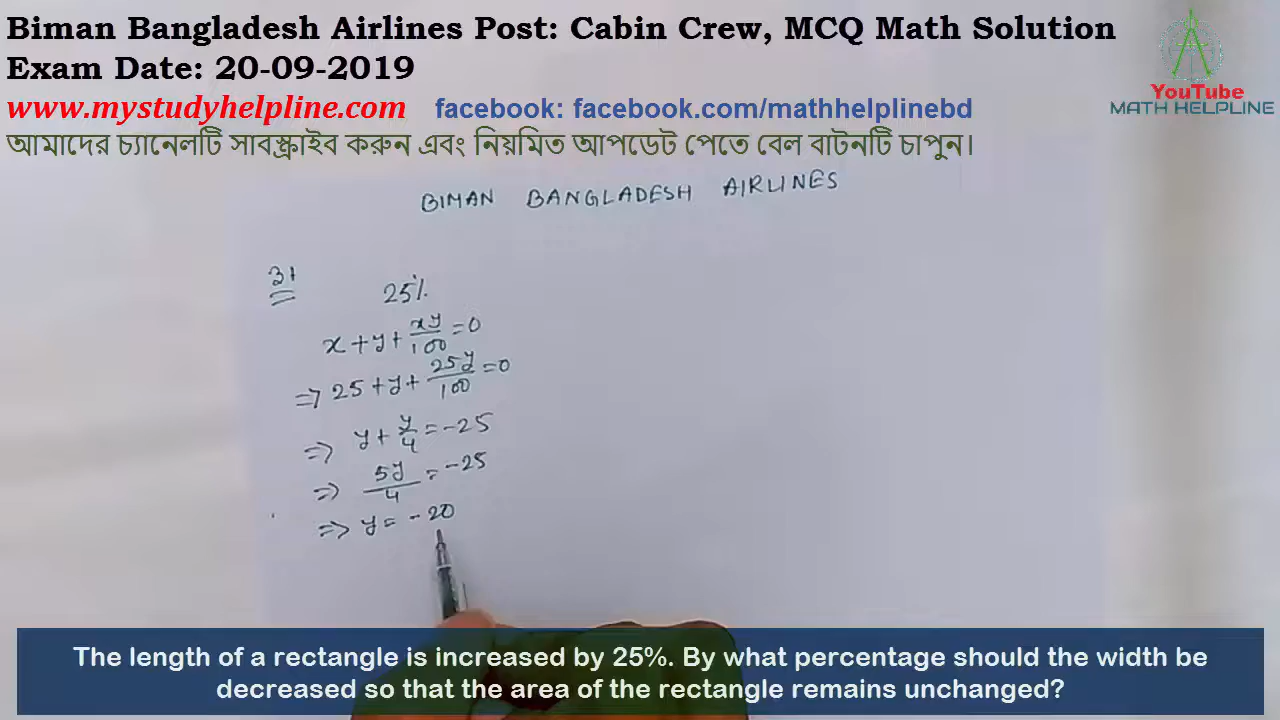 Biman Bangladesh Airlines Post: Cabin Crew, MCQ Math Solution
Exam Date: 20-09-2019
www.mystudyhelpline.com facebook: facebook.com/mathhelplinebd
YouTube
MATH HELPLINE
আমাদের চ্যানেলটি সাবস্ক্রাইব করুন এবং নিয়মিত আপডেট পেতে বেল বাটনটি চাপুন।
BIMAN BANGLADESH AIRLINES
25%
x+y+xy/100=0
=> 25+y+25y/100=0
=> y+y/4=-25
=> 5y/4=-25
=> y=-20
The length of a rectangle is increased by 25%. By what percentage should the width be
decreased so that the area of the rectangle remains unchanged?